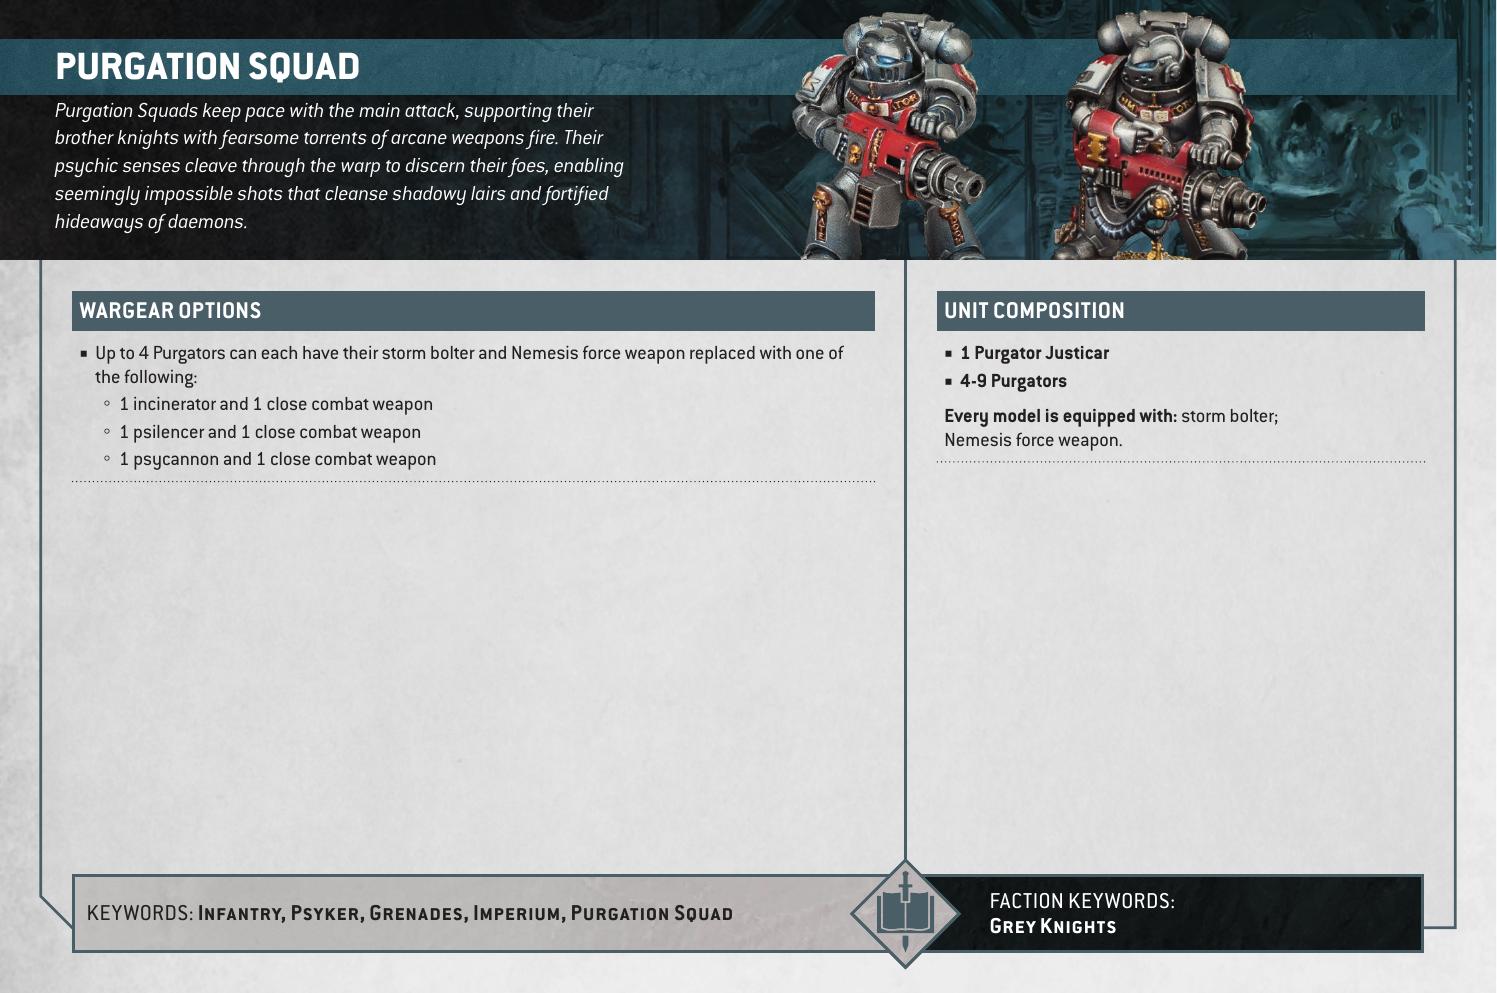 PURGATION SQUAD
Purgation Squads keep pace with the main attack, supporting their
brother knights with fearsome torrents of arcane weapons fire. Their
psychic senses cleave through the warp to discern their foes, enabling
seemingly impossible shots that cleanse shadowy lairs and fortified
hideaways of daemons.
WARGEAR OPTIONS
■ Up to 4 Purgators can each have their storm bolter and Nemesis force weapon replaced with one of
the following:
◦ 1 incinerator and 1 close combat weapon
◦ 1 psilencer and 1 close combat weapon
◦ 1 psycannon and 1 close combat weapon
UNIT COMPOSITION
■ 1 Purgator Justicar
■ 4-9 Purgators
Every model is equipped with: storm bolter;
Nemesis force weapon.
KEYWORDS: INFANTRY, PSYKER, GRENADES, IMPERIUM, PURGATION SQUAD
FACTION KEYWORDS:
GREY KNIGHTS